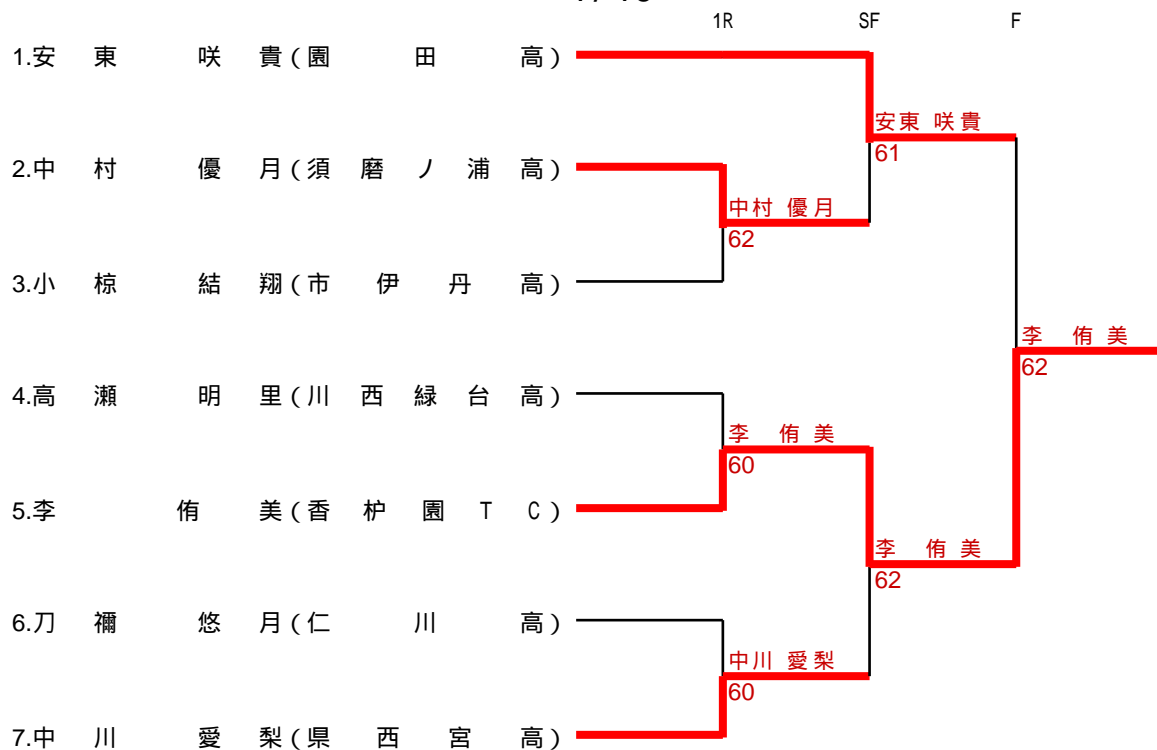 1R SF F
1.安東 咲貴(園田高)
安東 咲貴
61
2.中村 優月(須磨ノ浦高)
中村 優月
62
3.小椋 結翔(市伊丹高)
李 侑美
62
4.高瀬 明里(川西緑台高)
李 侑美
60
5.李 侑美(香枦園TC)
李 侑美
62
6.刀禰 悠月(仁川高)
中川 愛梨
60
7.中川 愛梨(県西宮高)